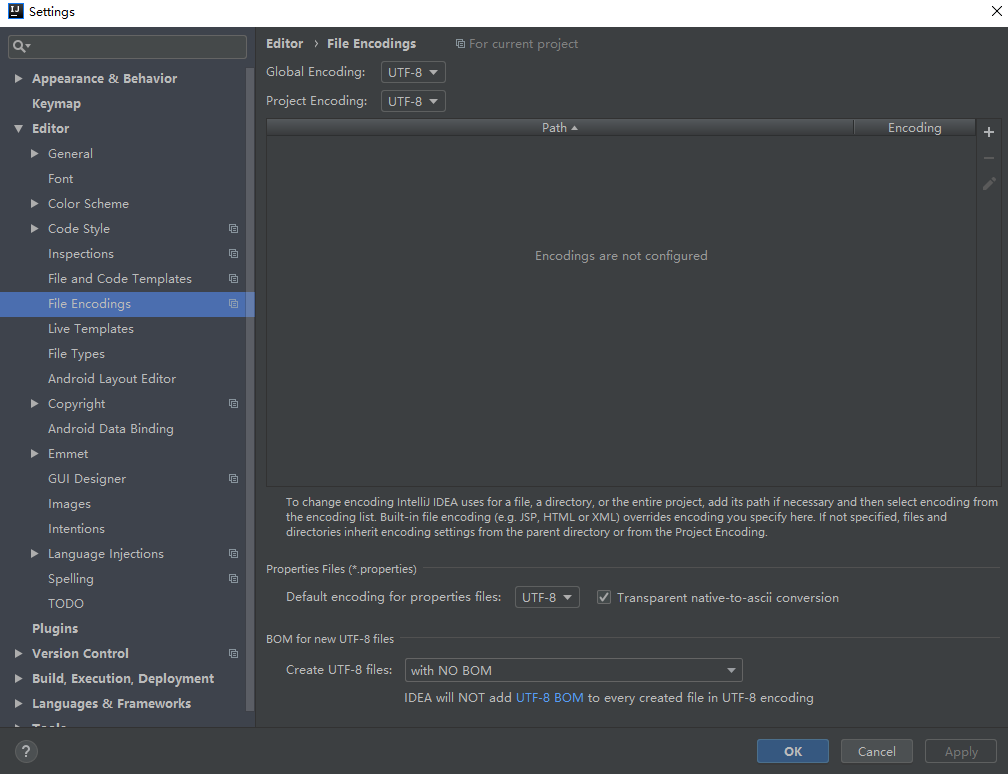 Settings
Appearance & Behavior
Keymap
Editor
General
Font
Color Scheme
Code Style
Inspections
File and Code Templates
File Encodings
Live Templates
File Types
Android Layout Editor
Copyright
Android Data Binding
Emmet
GUI Designer
Images
Intentions
Language Injections
Spelling
TODO
Plugins
Version Control
Build, Execution, Deployment
Languages & Frameworks
Tools
Editor › File Encodings For current project
Global Encoding: UTF-8
Project Encoding: UTF-8
Path Encoding
Encodings are not configured
To change encoding IntelliJ IDEA uses for a file, a directory, or the entire project, add its path if necessary and then select encoding from
the encoding list. Built-in file encoding (e.g. JSP, HTML or XML) overrides encoding you specify here. If not specified, files and
directories inherit encoding settings from the parent directory or from the Project Encoding.
Properties Files (*.properties)
Default encoding for properties files: UTF-8 Transparent native-to-ascii conversion
BOM for new UTF-8 files
Create UTF-8 files: with NO BOM
IDEA will NOT add UTF-8 BOM to every created file in UTF-8 encoding
? OK Cancel Apply